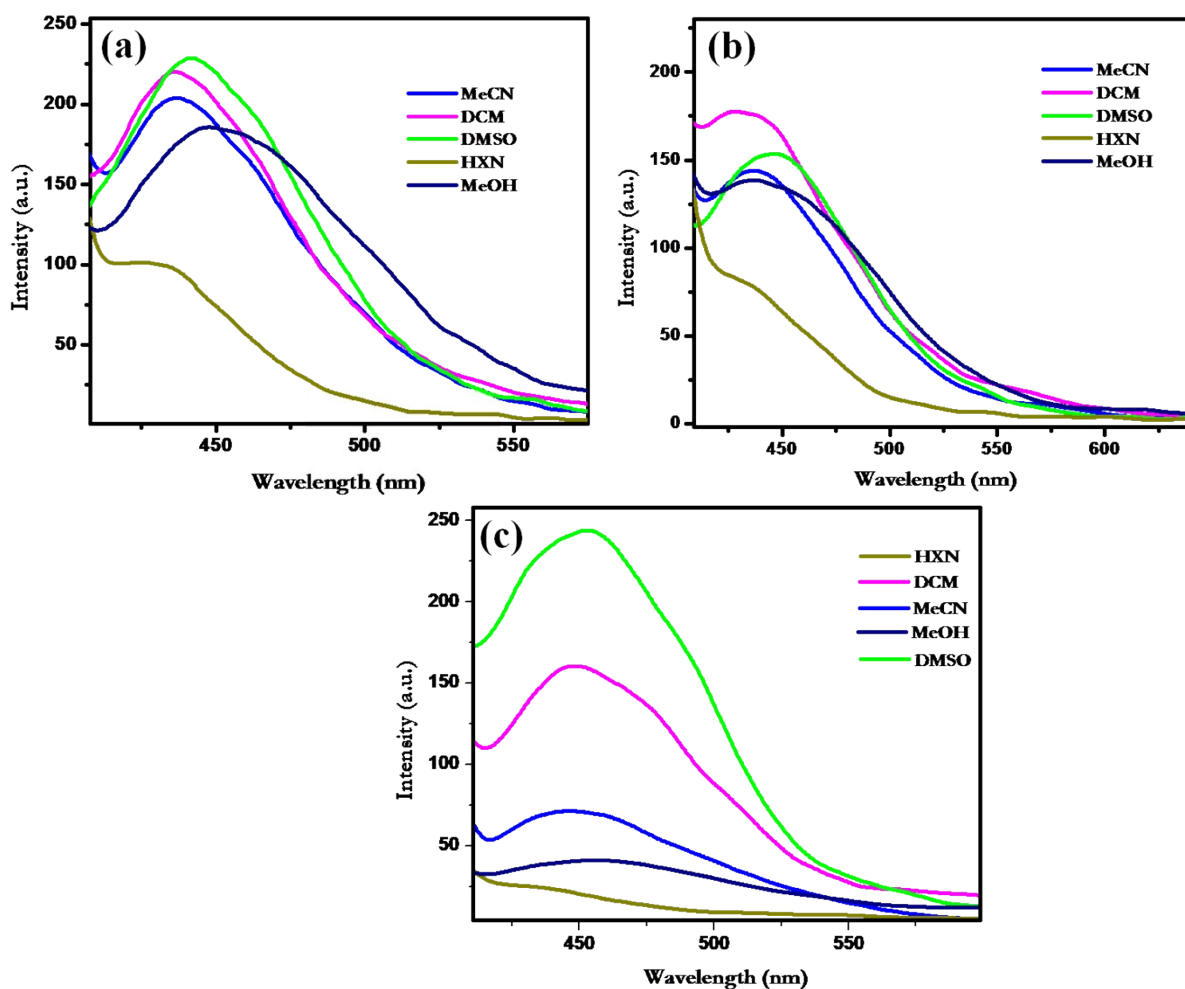 (a)
250
200
150
100
50
450
500
550
Intensity (a.u.)
Wavelength (nm)
MeCN
DCM
DMSO
HXN
MeOH
(b)
200
150
100
50
0
450
500
550
600
Intensity (a.u.)
Wavelength (nm)
MeCN
DCM
DMSO
HXN
MeOH
(c)
250
200
150
100
50
450
500
550
Intensity (a.u.)
Wavelength (nm)
HXN
DCM
MeCN
MeOH
DMSO